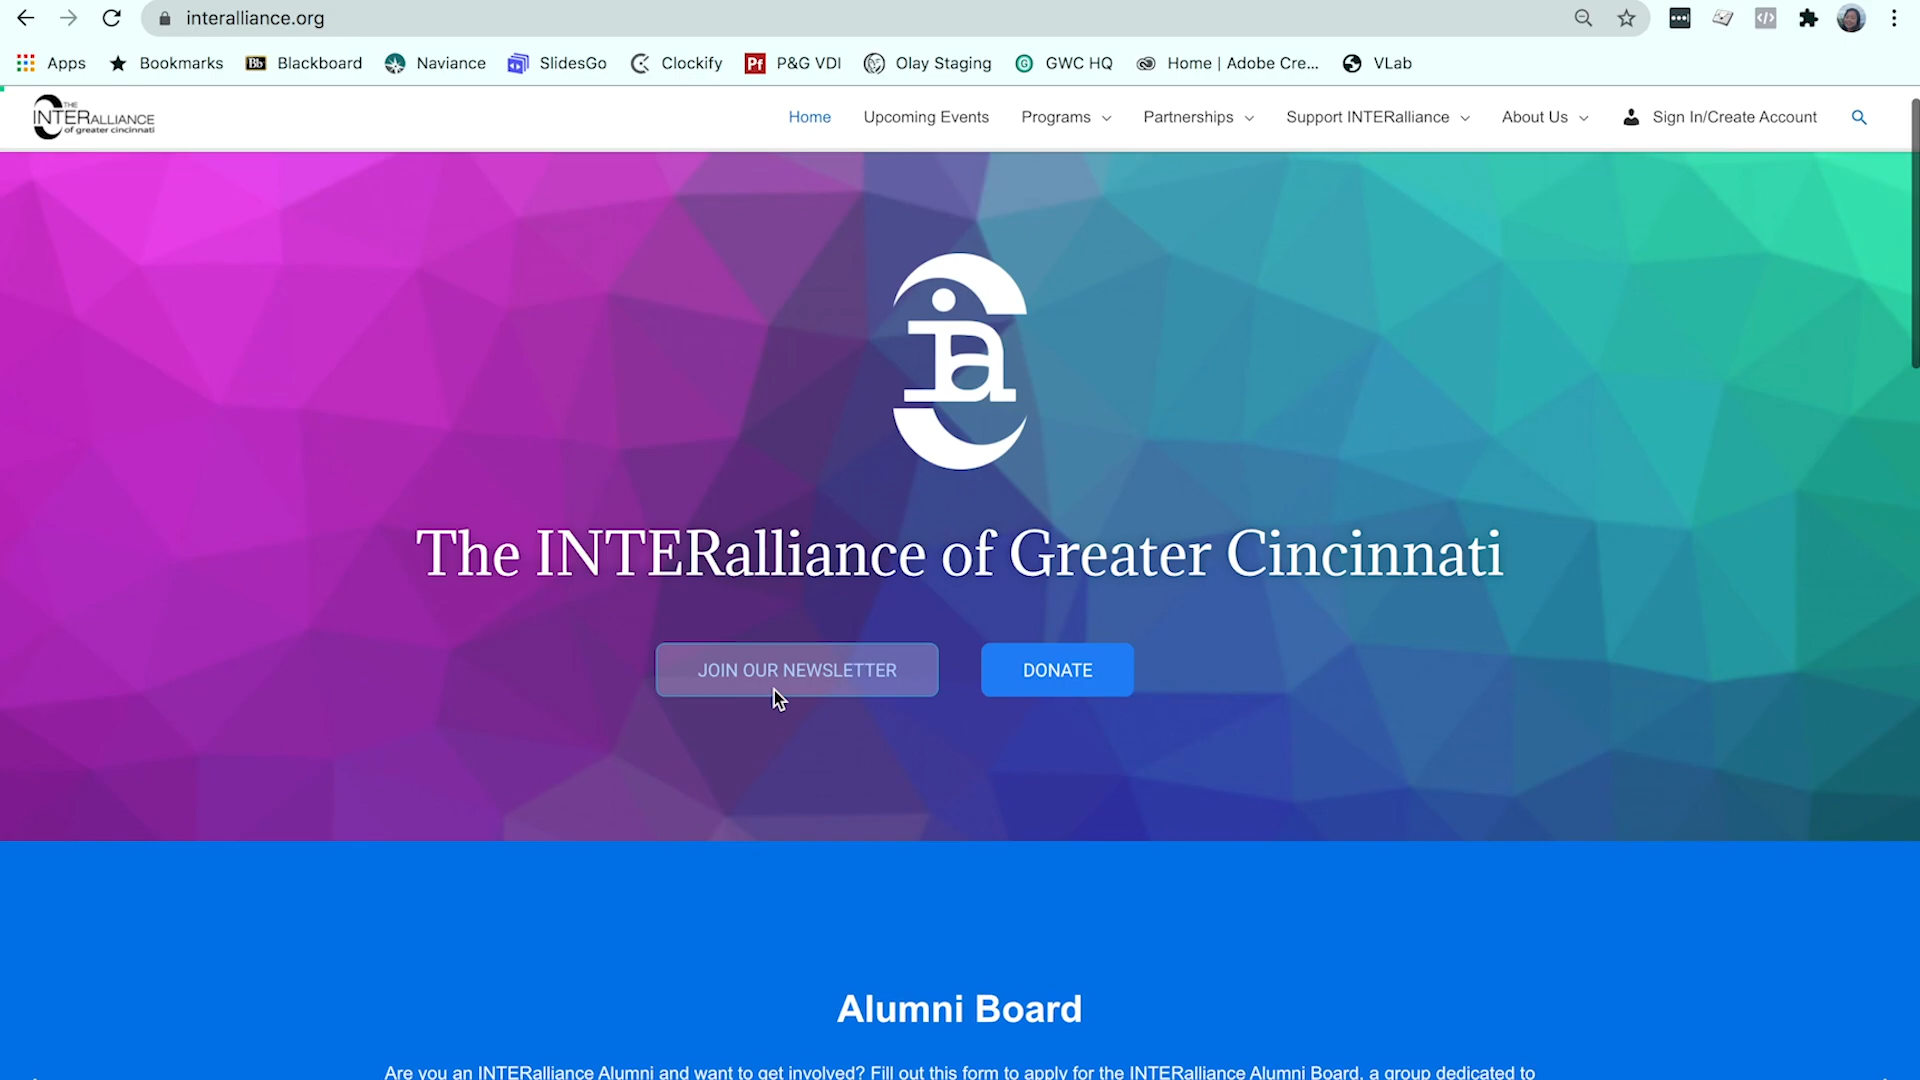 interalliance.org
Apps Bookmarks Bb Blackboard Naviance SlidesGo Clockify Pf P&G VDI Olay Staging G GWC HQ Home | Adobe Cre... VLab
THE
INTERALLIANCE
of greater cincinnati
Home Upcoming Events Programs Partnerships Support INTERalliance About Us Sign In/Create Account
ia
The INTERalliance of Greater Cincinnati
JOIN OUR NEWSLETTER DONATE
Alumni Board
Are you an INTERalliance Alumni and want to get involved? Fill out this form to apply for the INTERalliance Alumni Board, a group dedicated to